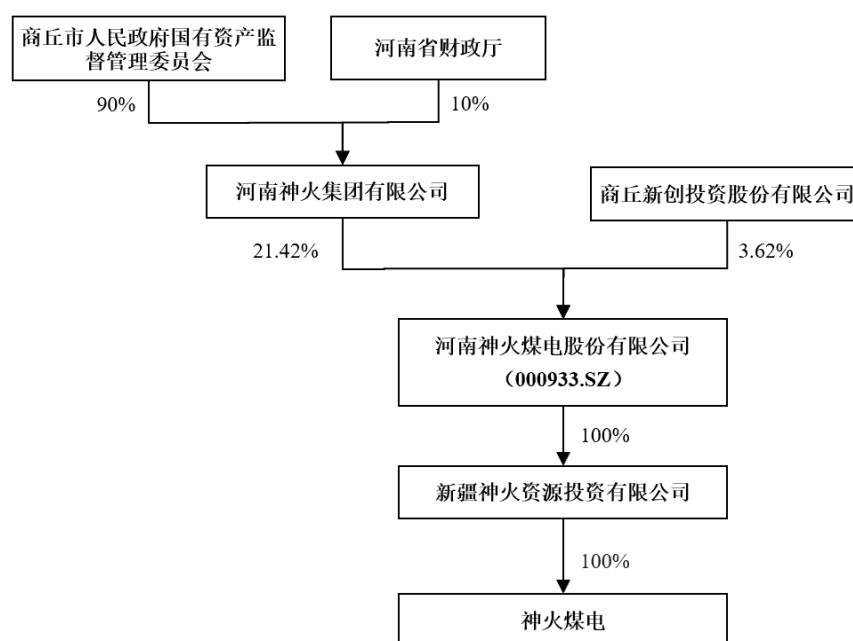 商丘市人民政府国有资产监
督管理委员会
河南省财政厅
90%
10%
河南神火集团有限公司
商丘新创投资股份有限公司
21.42%
3.62%
河南神火煤电股份有限公司
（000933.SZ）
100%
新疆神火资源投资有限公司
100%
神火煤电